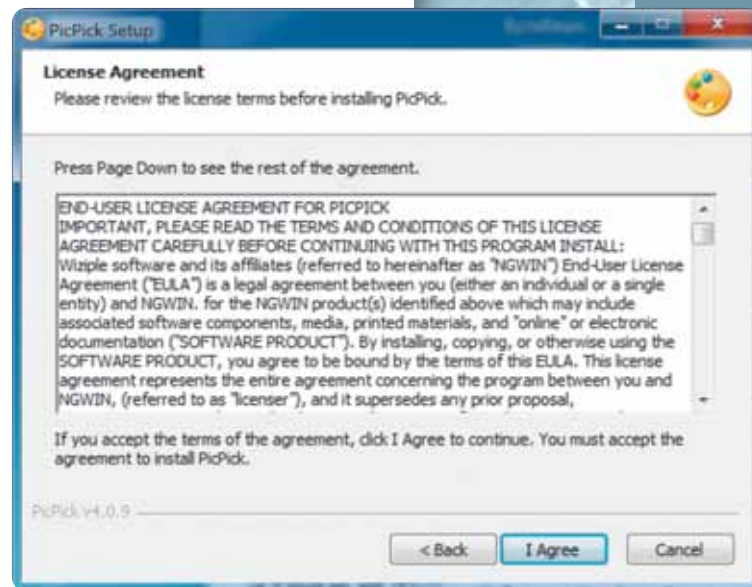 PicPick Setup
License Agreement
Please review the license terms before installing PicPick.
Press Page Down to see the rest of the agreement.
END-USER LICENSE AGREEMENT FOR PICPICK
IMPORTANT, PLEASE READ THE TERMS AND CONDITIONS OF THIS LICENSE
AGREEMENT CAREFULLY BEFORE CONTINUING WITH THIS PROGRAM INSTALL:
Wiziple software and its affiliates (referred to hereinafter as "NGWIN") End-User License
Agreement ("EULA") is a legal agreement between you (either an individual or a single
entity) and NGWIN. for the NGWIN product(s) identified above which may include
associated software components, media, printed materials, and "online" or electronic
documentation ("SOFTWARE PRODUCT"). By installing, copying, or otherwise using the
SOFTWARE PRODUCT, you agree to be bound by the terms of this EULA. This license
agreement represents the entire agreement concerning the program between you and
NGWIN, (referred to as "licenser"), and it supersedes any prior proposal,
If you accept the terms of the agreement, click I Agree to continue. You must accept the
agreement to install PicPick.
PicPick v4.0.9
< Back
I Agree
Cancel